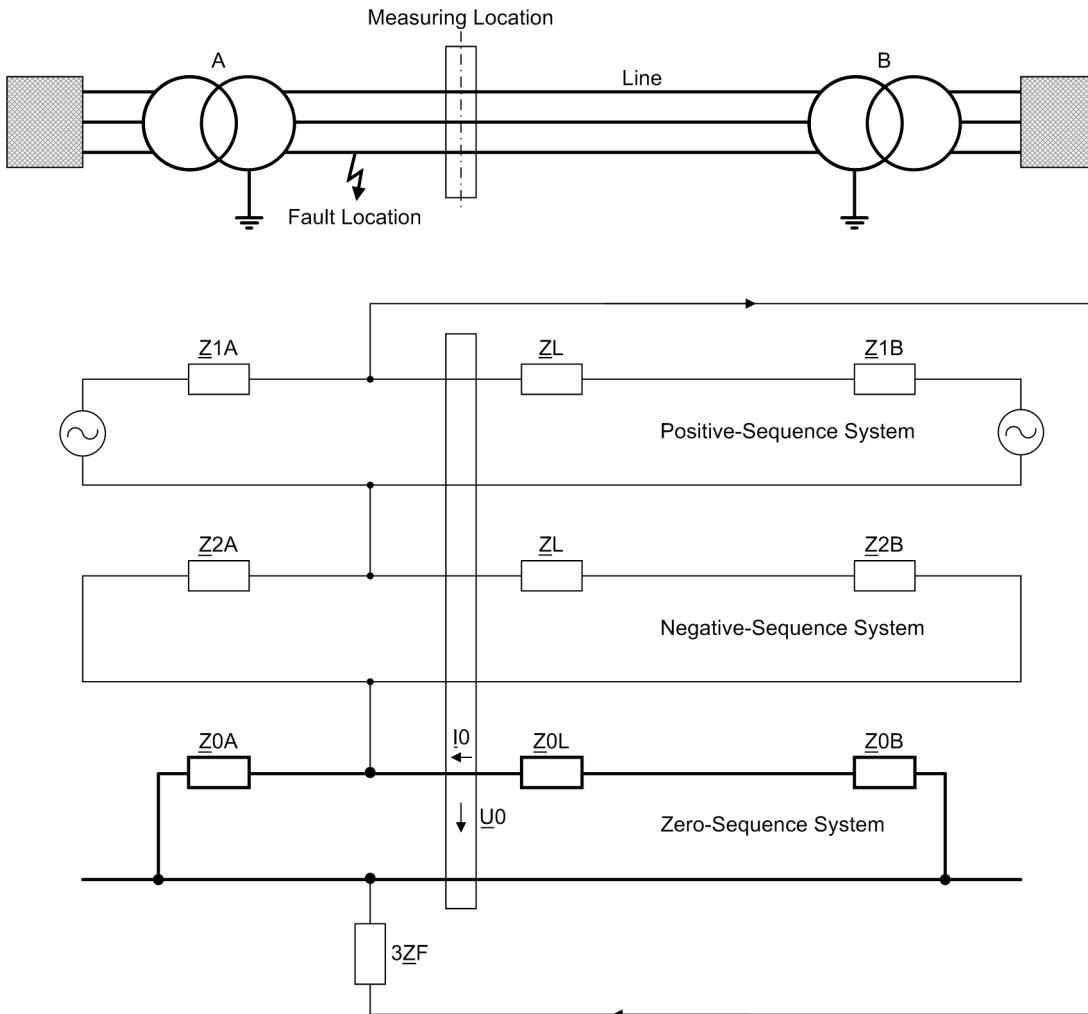 Measuring Location
A
B
Line
Fault Location
Z1A
ZL
Z1B
Positive-Sequence System
Z2A
ZL
Z2B
Negative-Sequence System
Z0A
I0
Z0L
Z0B
U0
Zero-Sequence System
3ZF